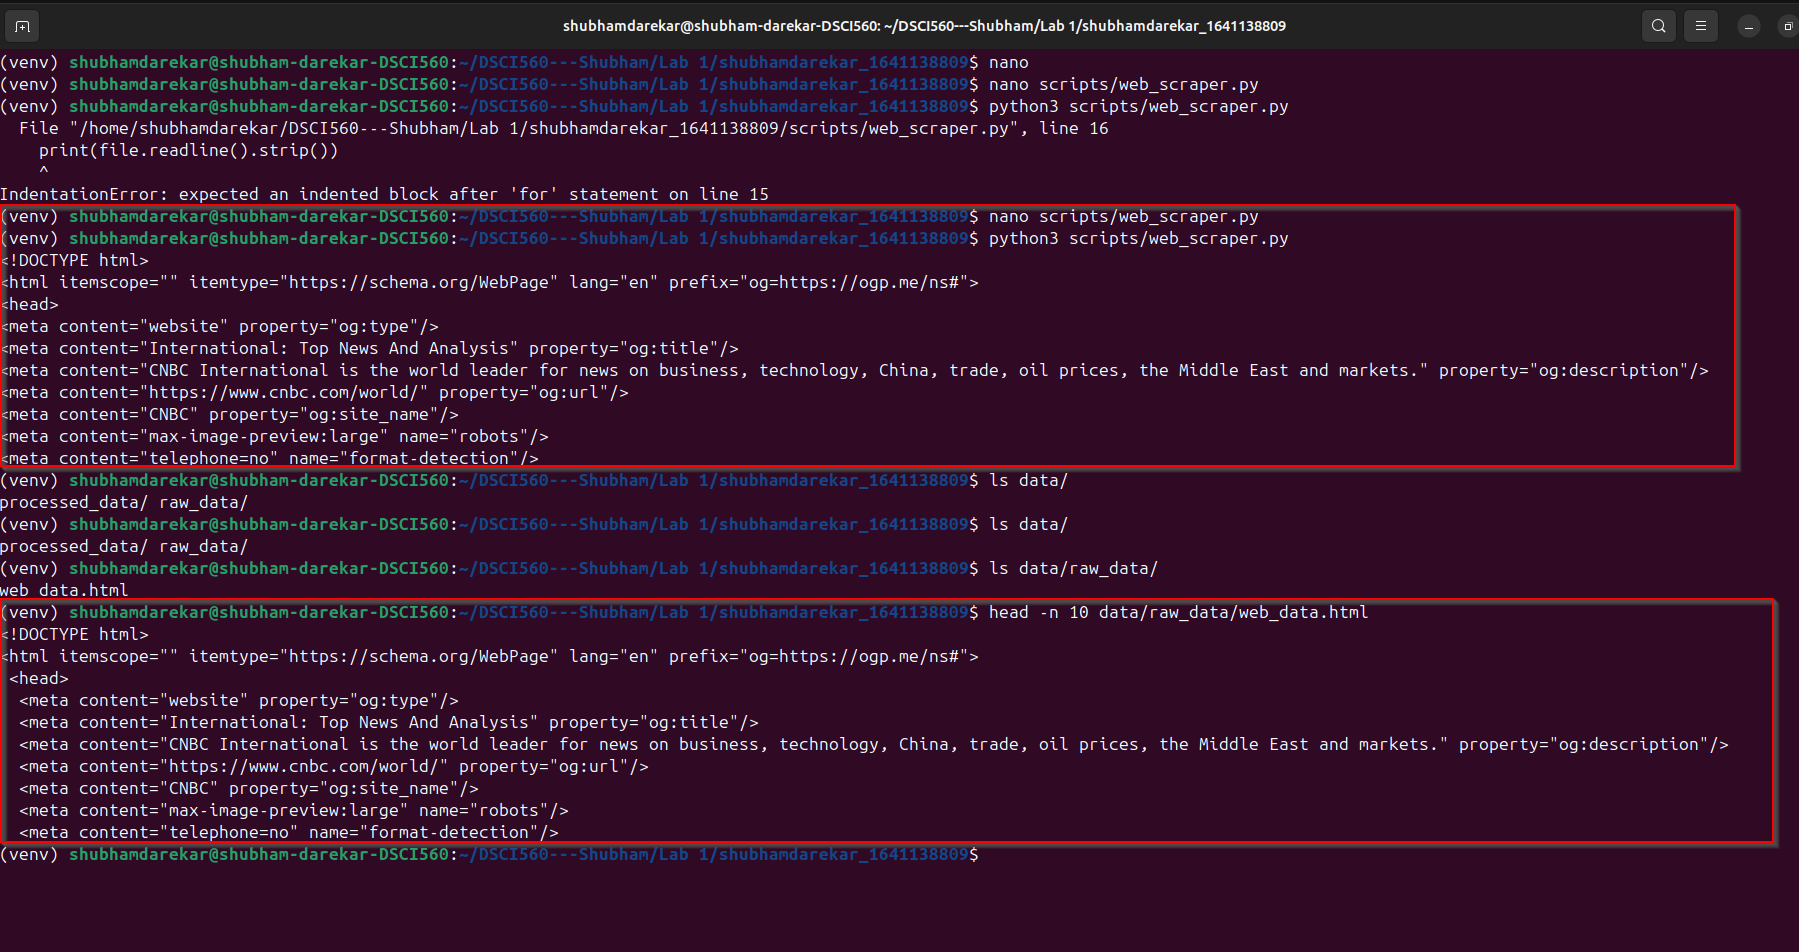 shubhamdarekar@shubham-darekar-DSCI560: ~/DSCI560---Shubham/Lab 1/shubhamdarekar_1641138809
(venv) shubhamdarekar@shubham-darekar-DSCI560:~/DSCI560---Shubham/Lab 1/shubhamdarekar_1641138809$ nano
(venv) shubhamdarekar@shubham-darekar-DSCI560:~/DSCI560---Shubham/Lab 1/shubhamdarekar_1641138809$ nano scripts/web_scraper.py
(venv) shubhamdarekar@shubham-darekar-DSCI560:~/DSCI560---Shubham/Lab 1/shubhamdarekar_1641138809$ python3 scripts/web_scraper.py
  File "/home/shubhamdarekar/DSCI560---Shubham/Lab 1/shubhamdarekar_1641138809/scripts/web_scraper.py", line 16
    print(file.readline().strip())
    ^
IndentationError: expected an indented block after 'for' statement on line 15
(venv) shubhamdarekar@shubham-darekar-DSCI560:~/DSCI560---Shubham/Lab 1/shubhamdarekar_1641138809$ nano scripts/web_scraper.py
(venv) shubhamdarekar@shubham-darekar-DSCI560:~/DSCI560---Shubham/Lab 1/shubhamdarekar_1641138809$ python3 scripts/web_scraper.py
<!DOCTYPE html>
<html itemscope="" itemtype="https://schema.org/WebPage" lang="en" prefix="og=https://ogp.me/ns#">
<head>
<meta content="website" property="og:type"/>
<meta content="International: Top News And Analysis" property="og:title"/>
<meta content="CNBC International is the world leader for news on business, technology, China, trade, oil prices, the Middle East and markets." property="og:description"/>
<meta content="https://www.cnbc.com/world/" property="og:url"/>
<meta content="CNBC" property="og:site_name"/>
<meta content="max-image-preview:large" name="robots"/>
<meta content="telephone=no" name="format-detection"/>
(venv) shubhamdarekar@shubham-darekar-DSCI560:~/DSCI560---Shubham/Lab 1/shubhamdarekar_1641138809$ ls data/
processed_data/ raw_data/
(venv) shubhamdarekar@shubham-darekar-DSCI560:~/DSCI560---Shubham/Lab 1/shubhamdarekar_1641138809$ ls data/
processed_data/ raw_data/
(venv) shubhamdarekar@shubham-darekar-DSCI560:~/DSCI560---Shubham/Lab 1/shubhamdarekar_1641138809$ ls data/raw_data/
web_data.html
(venv) shubhamdarekar@shubham-darekar-DSCI560:~/DSCI560---Shubham/Lab 1/shubhamdarekar_1641138809$ head -n 10 data/raw_data/web_data.html
<!DOCTYPE html>
<html itemscope="" itemtype="https://schema.org/WebPage" lang="en" prefix="og=https://ogp.me/ns#">
 <head>
  <meta content="website" property="og:type"/>
  <meta content="International: Top News And Analysis" property="og:title"/>
  <meta content="CNBC International is the world leader for news on business, technology, China, trade, oil prices, the Middle East and markets." property="og:description"/>
  <meta content="https://www.cnbc.com/world/" property="og:url"/>
  <meta content="CNBC" property="og:site_name"/>
  <meta content="max-image-preview:large" name="robots"/>
  <meta content="telephone=no" name="format-detection"/>
(venv) shubhamdarekar@shubham-darekar-DSCI560:~/DSCI560---Shubham/Lab 1/shubhamdarekar_1641138809$